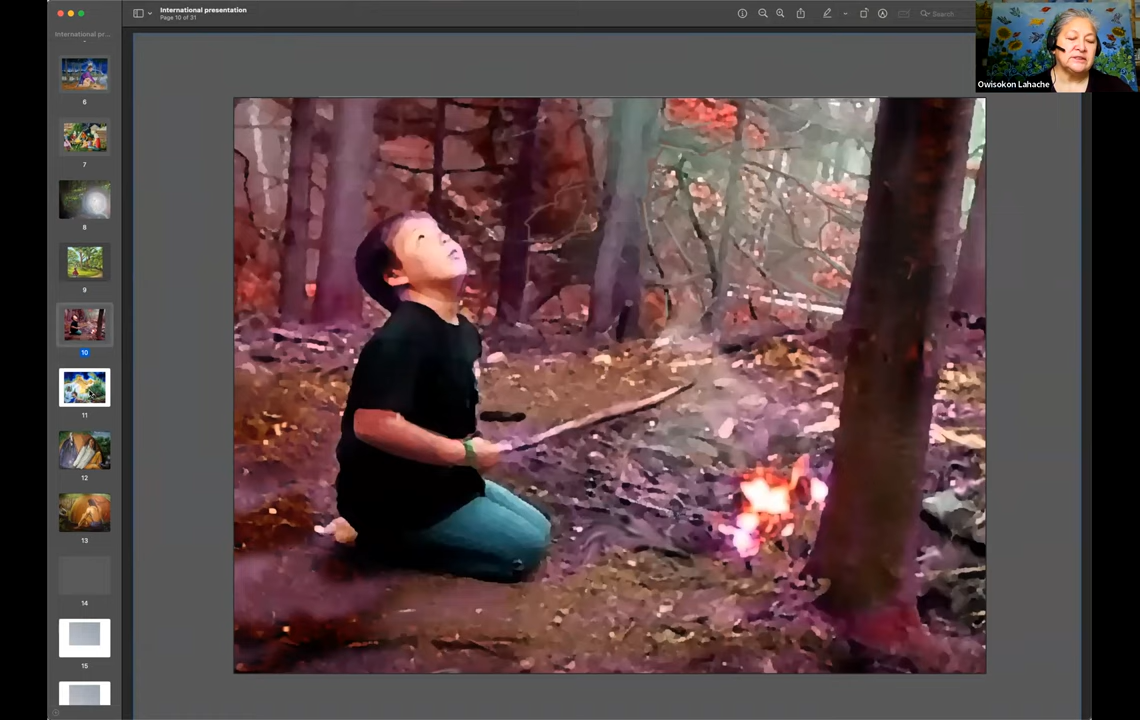 International presentation
Page 10 of 31
Search
International pr...
6
7
8
9
10
11
12
13
14
15
Owisokon Lahache